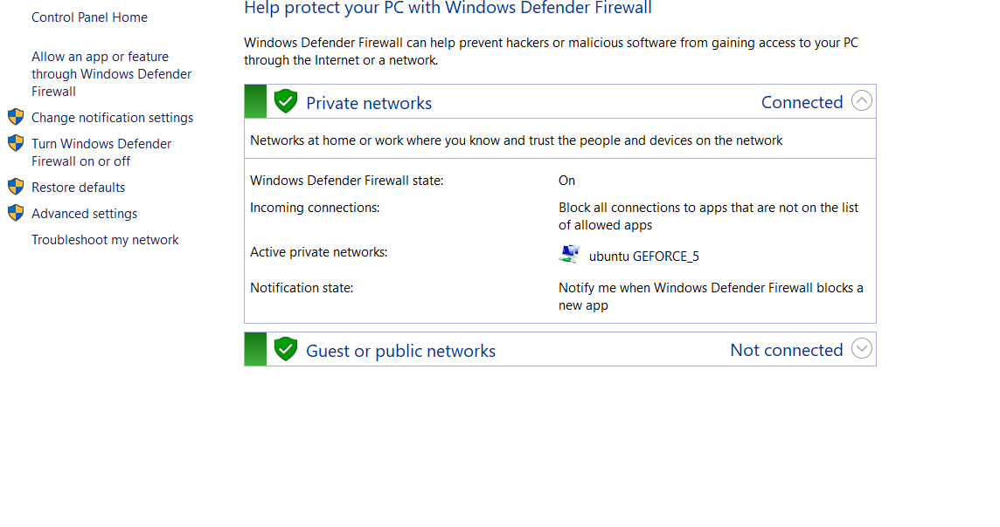 Control Panel Home
Allow an app or feature
through Windows Defender
Firewall
Change notification settings
Turn Windows Defender
Firewall on or off
Restore defaults
Advanced settings
Troubleshoot my network
Help protect your PC with Windows Defender Firewall
Windows Defender Firewall can help prevent hackers or malicious software from gaining access to your PC
through the Internet or a network.
Private networks Connected
Networks at home or work where you know and trust the people and devices on the network
Windows Defender Firewall state: On
Incoming connections: Block all connections to apps that are not on the list
of allowed apps
Active private networks: ubuntu GEFORCE_5
Notification state: Notify me when Windows Defender Firewall blocks a
new app
Guest or public networks Not connected